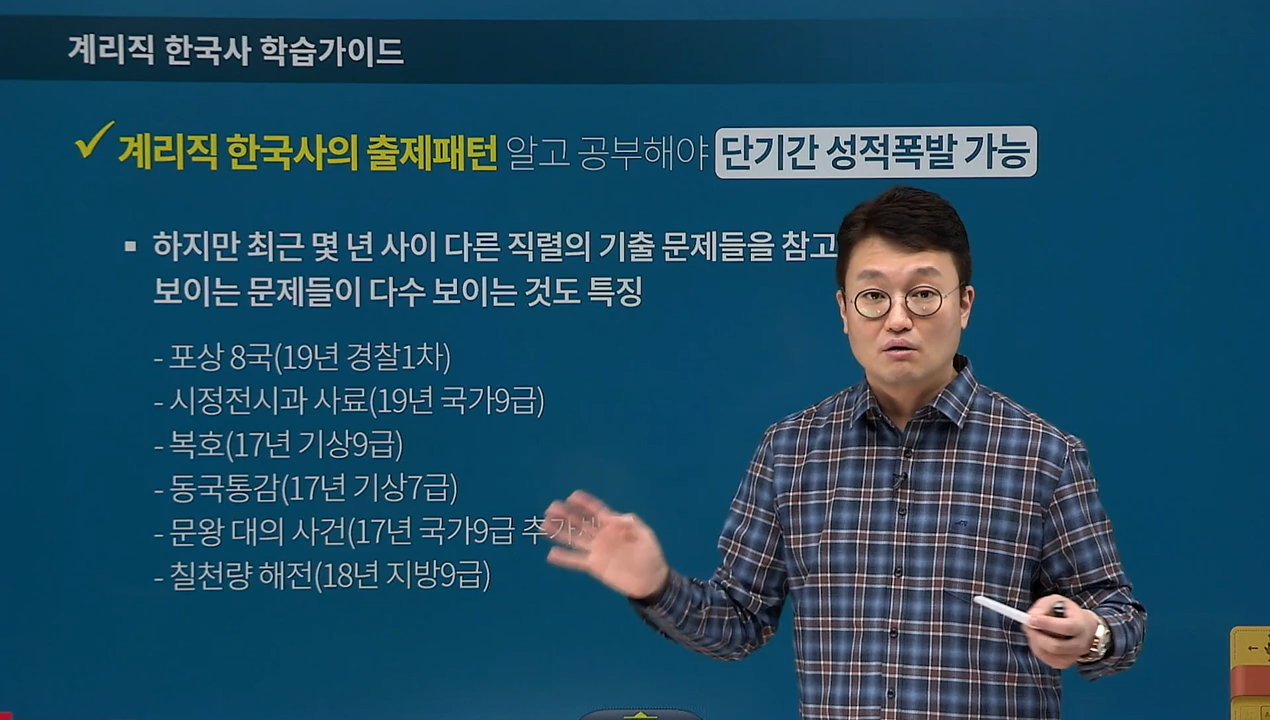 계리직 한국사 학습가이드
계리직 한국사의 출제패턴 알고 공부해야 단기간 성적폭발 가능
하지만 최근 몇 년 사이 다른 직렬의 기출 문제들을 참고
보이는 문제들이 다수 보이는 것도 특징
- 포상 8국(19년 경찰1차)
- 시정전시과 사료(19년 국가9급)
- 복호(17년 기상9급)
- 동국통감(17년 기상7급)
- 문왕 대의 사건(17년 국가9급
- 칠천량 해전(18년 지방9급)